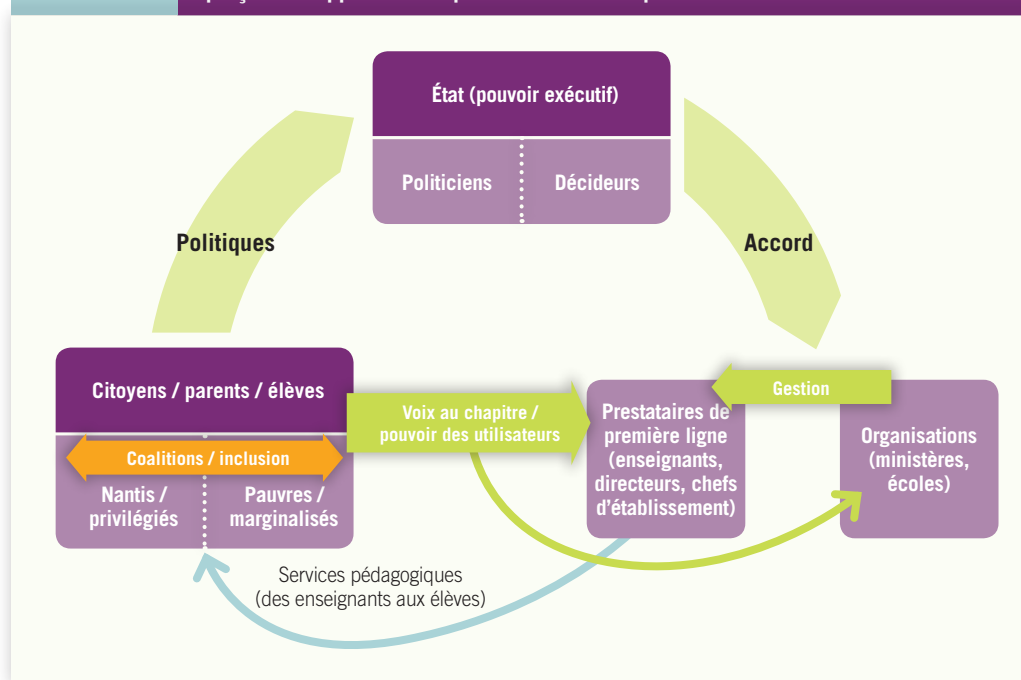 État (pouvoir exécutif)
Politiciens
Décideurs
Politiques
Accord
Citoyens / parents / élèves
Coalitions / inclusion
Nantis /
privilégiés
Pauvres /
marginalisés
Voix au chapitre /
pouvoir des utilisateurs
Prestataires de
première ligne
(enseignants,
directeurs, chefs
d'établissement)
Gestion
Organisations
(ministères,
écoles)
Services pédagogiques
(des enseignants aux élèves)